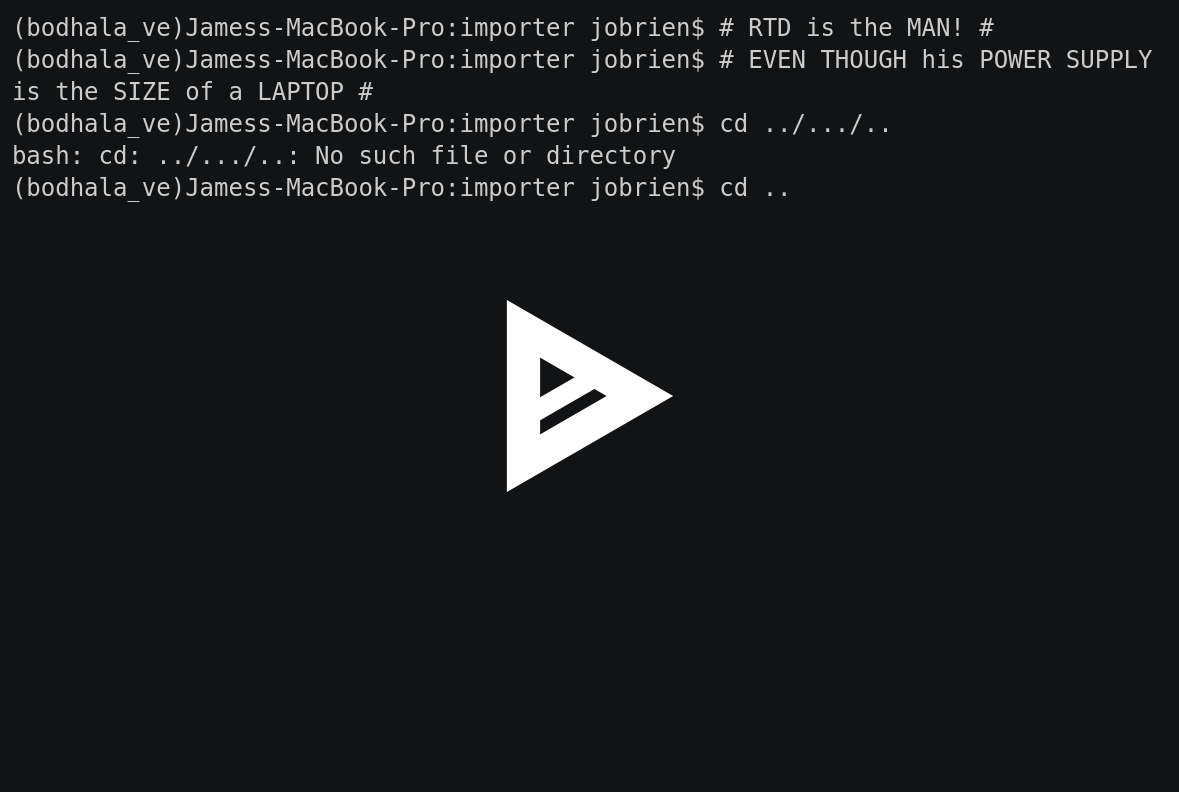 (bodhala_ve)Jamess-MacBook-Pro:importer jobrien$ # RTD is the MAN! #
(bodhala_ve)Jamess-MacBook-Pro:importer jobrien$ # EVEN THOUGH his POWER SUPPLY
is the SIZE of a LAPTOP #
(bodhala_ve)Jamess-MacBook-Pro:importer jobrien$ cd ../.../..
bash: cd: ../.../..: No such file or directory
(bodhala_ve)Jamess-MacBook-Pro:importer jobrien$ cd ..